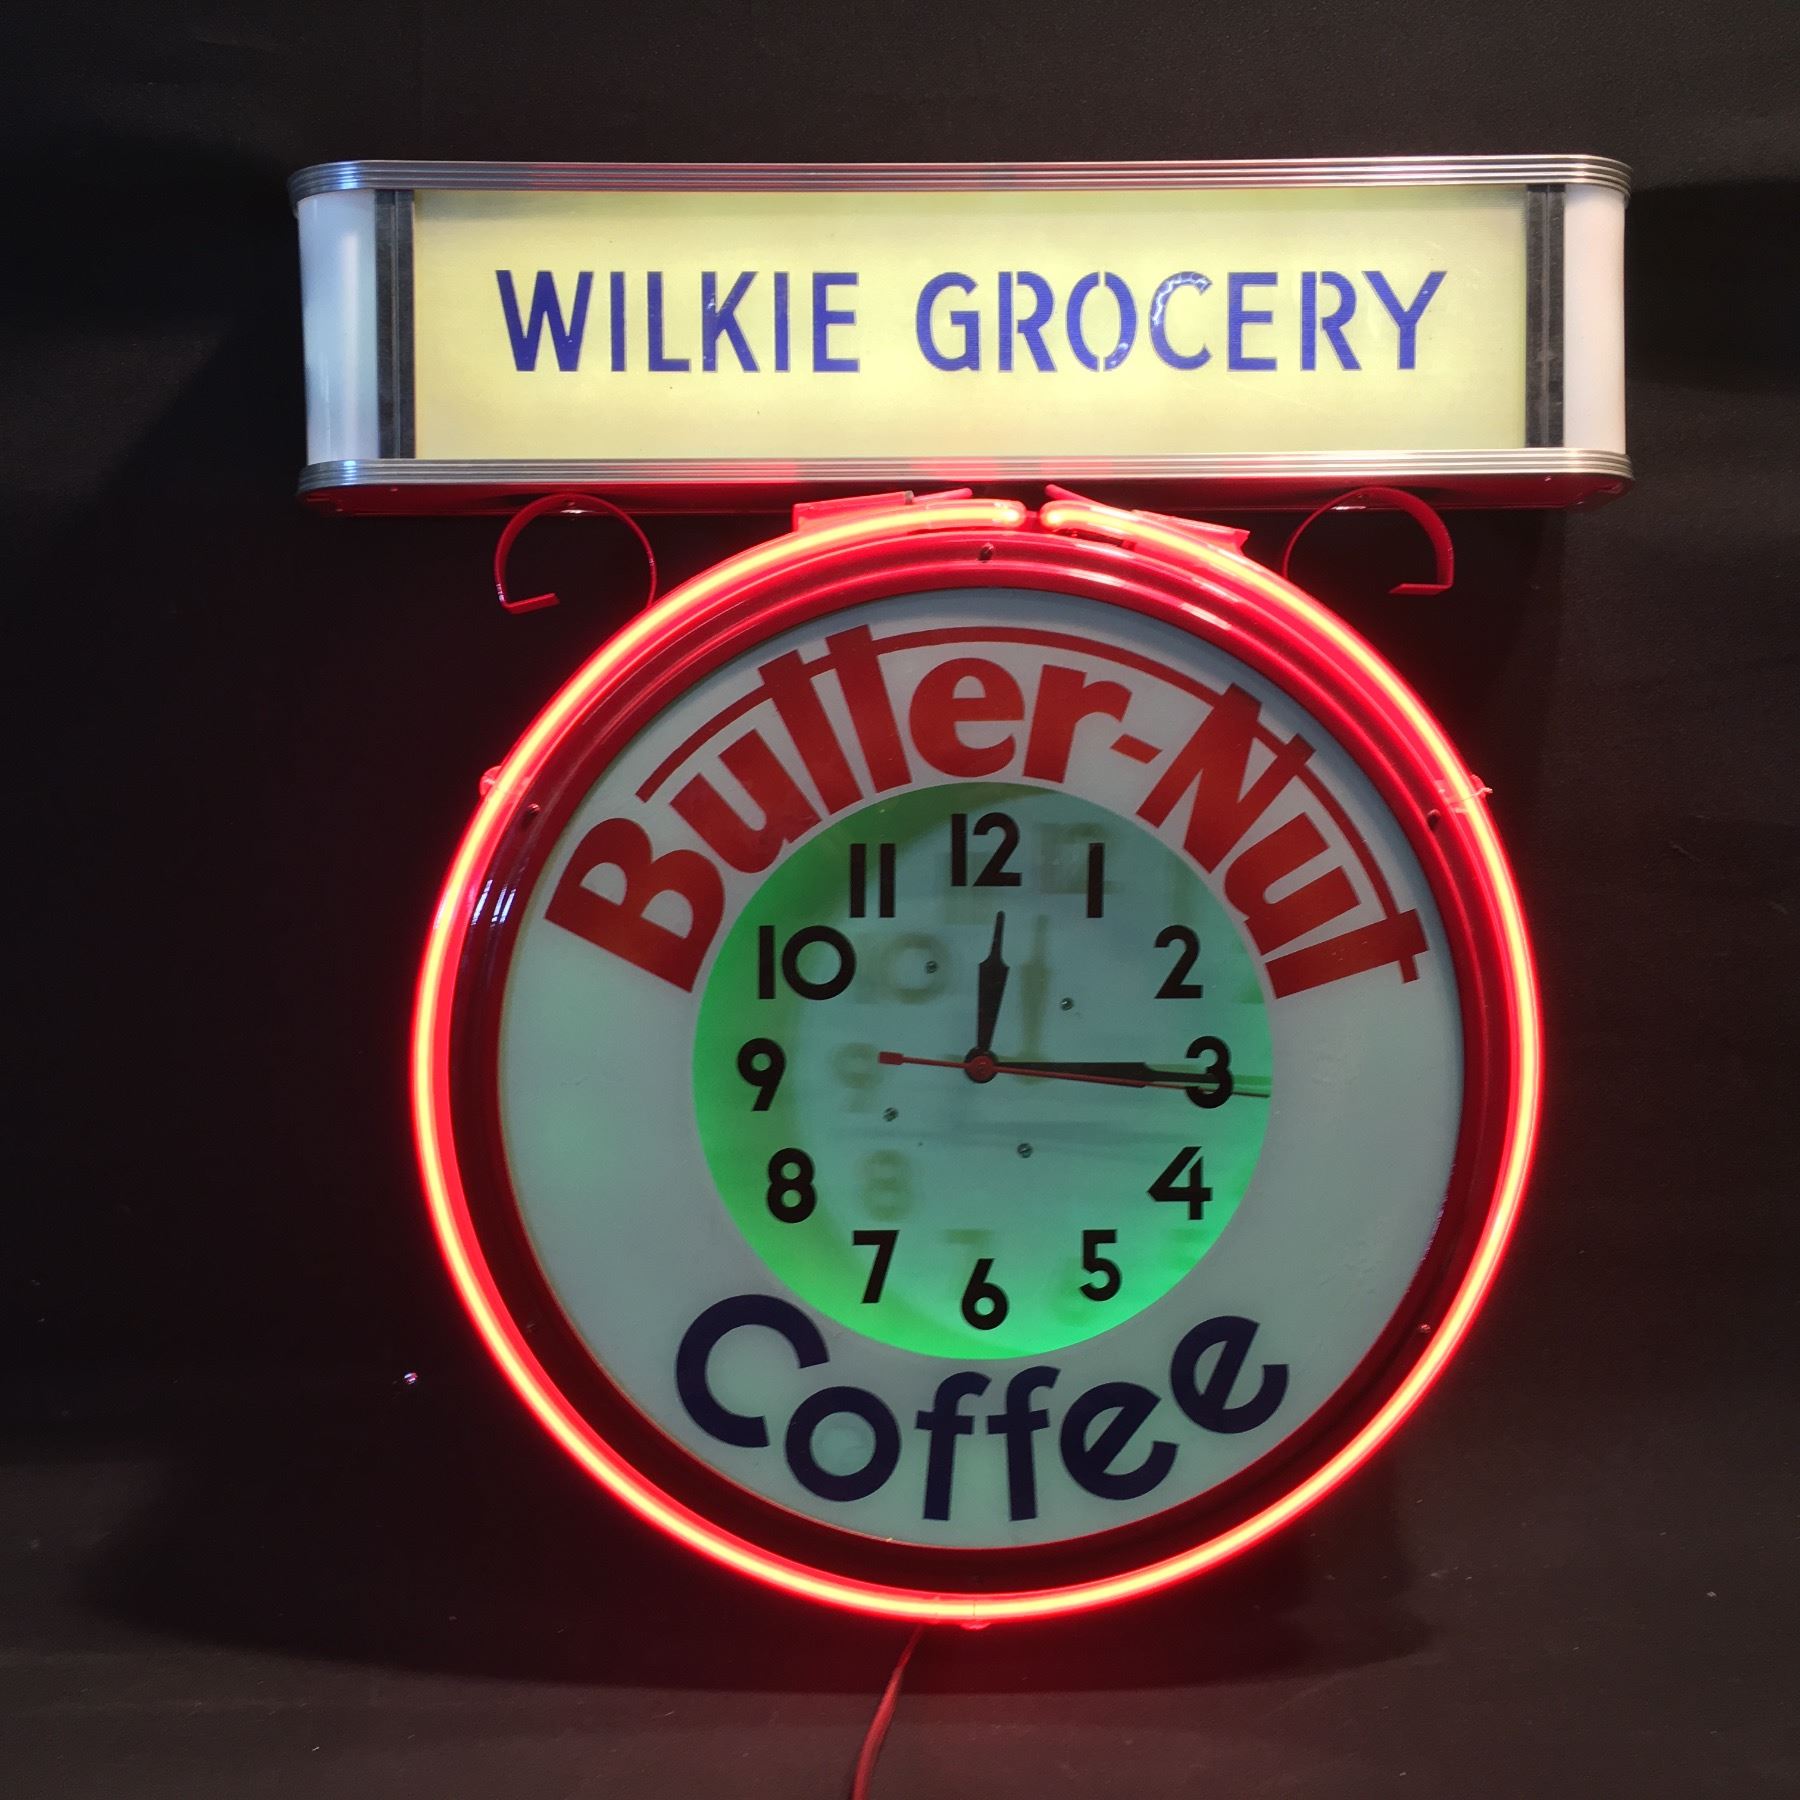 WILKIE GROCERY
Butter-Nut
12
11 1
10 2
9 3
8 4
7 5
6
Coffee